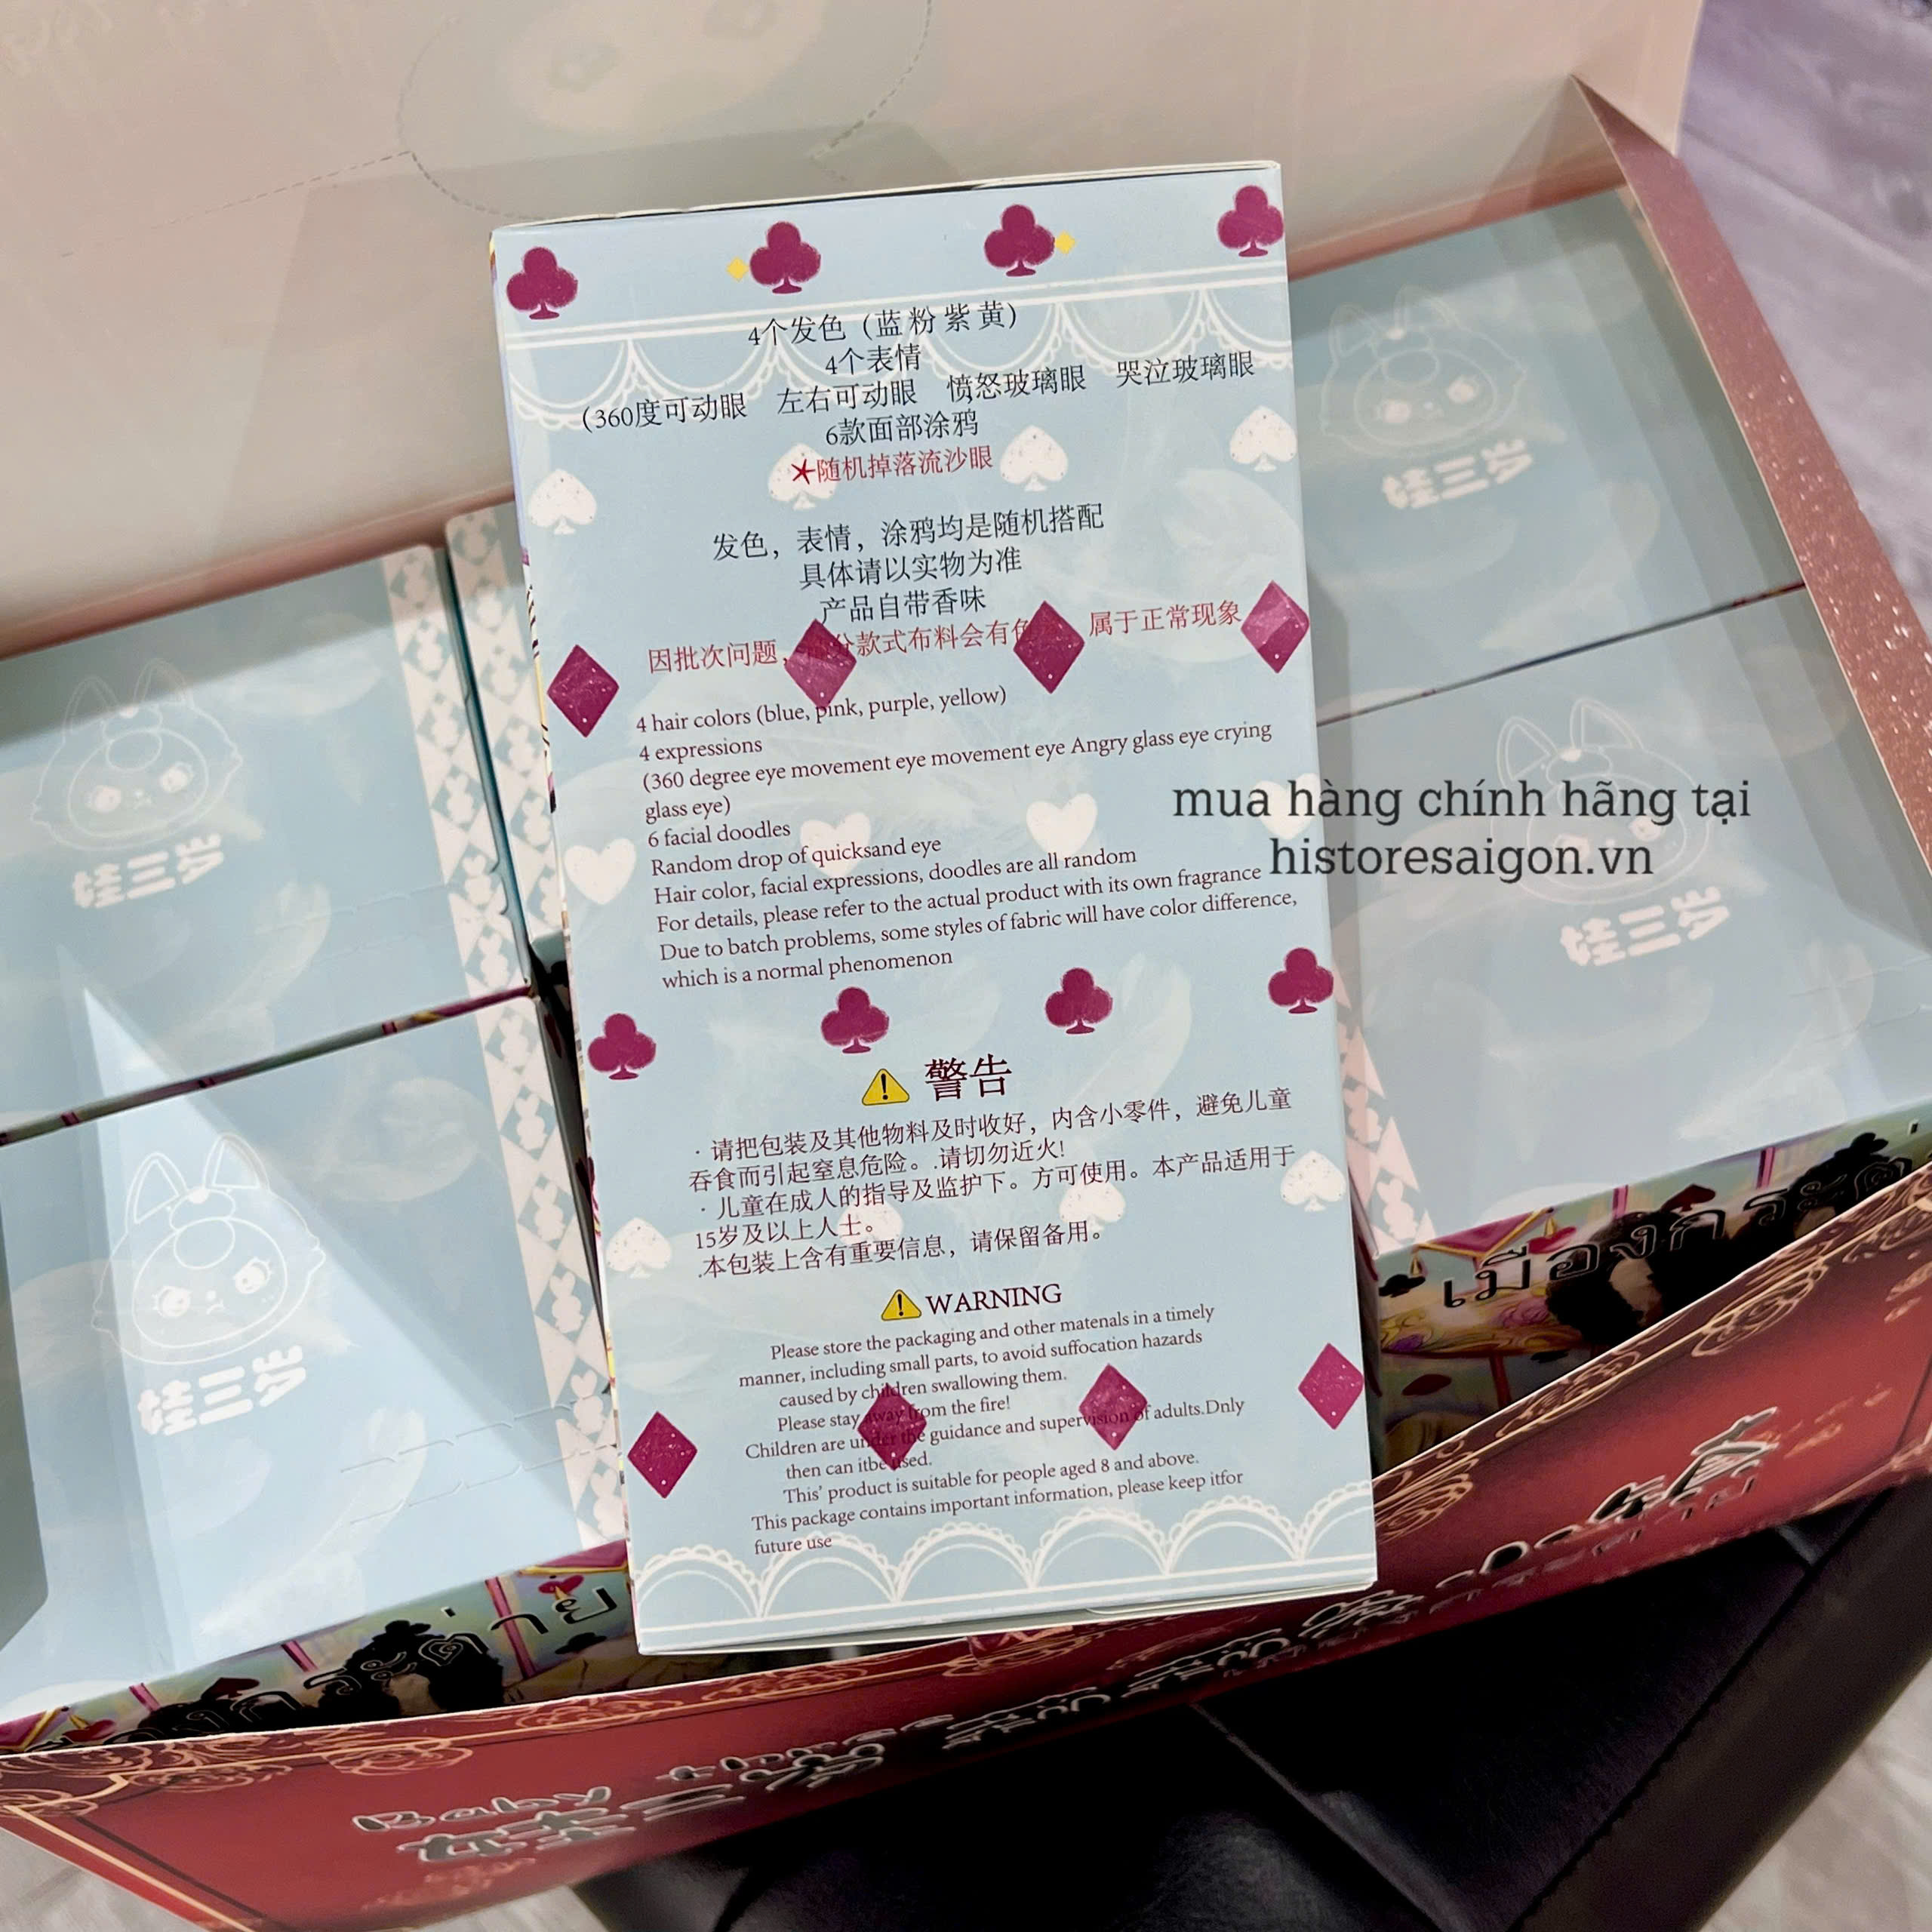 4个发色（蓝粉紫黄）
4个表情
（360度可动眼 左右可动眼 愤怒玻璃眼 哭泣玻璃眼
6款面部涂鸦
*随机掉落流沙眼
发色，表情，涂鸦均是随机搭配
具体请以实物为准
产品自带香味
因批次问题，部分款式布料会有色 属于正常现象
4 hair colors (blue, pink, purple, yellow)
4 expressions
(360 degree eye movement eye movement eye Angry glass eye crying
glass eye)
6 facial doodles
Random drop of quicksand eye
Hair color, facial expressions, doodles are all random
For details, please refer to the actual product with its own fragrance
Due to batch problems, some styles of fabric will have color difference,
which is a normal phenomenon
mua hàng chính hãng tại
historesaigon.vn
警告
· 请把包装及其他物料及时收好，内含小零件，避免儿童
吞食而引起窒息危险。.请切勿近火!
· 儿童在成人的指导及监护下。方可使用。本产品适用于
15岁及以上人士。
.本包装上含有重要信息，请保留备用。
WARNING
Please store the packaging and other matenals in a timely
manner, including small parts, to avoid suffocation hazards
caused by children swallowing them.
Please stay away from the fire!
Children are under the guidance and supervision of adults.Dnly
then can itbe used.
This' product is suitable for people aged 8 and above.
This package contains important information, please keep itfor
future use
娃三岁
娃三岁
娃三岁
娃三岁
Baby three
娃三岁